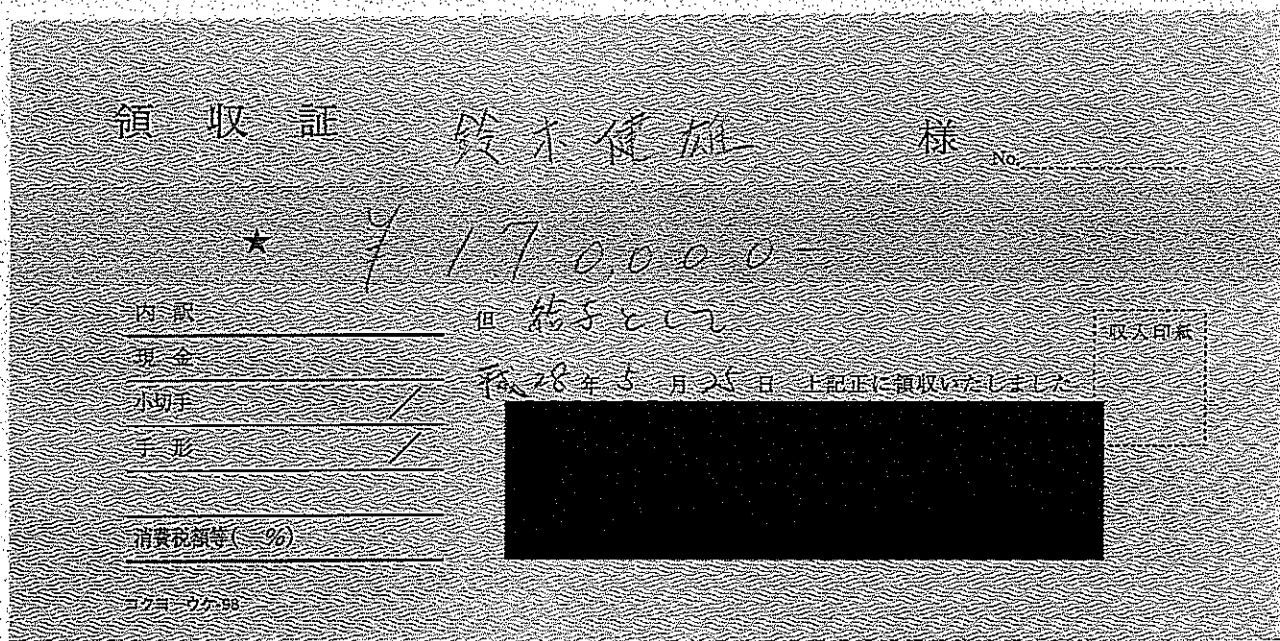 領収証 鈴木健雄 様 No.
★ ¥170,000-
内訳
但 給与として
現金
平成28年5月25日 上記正に領収いたしました
小切手 /
手形 /
消費税額等( %)
収入印紙
コクヨ ウケ-98